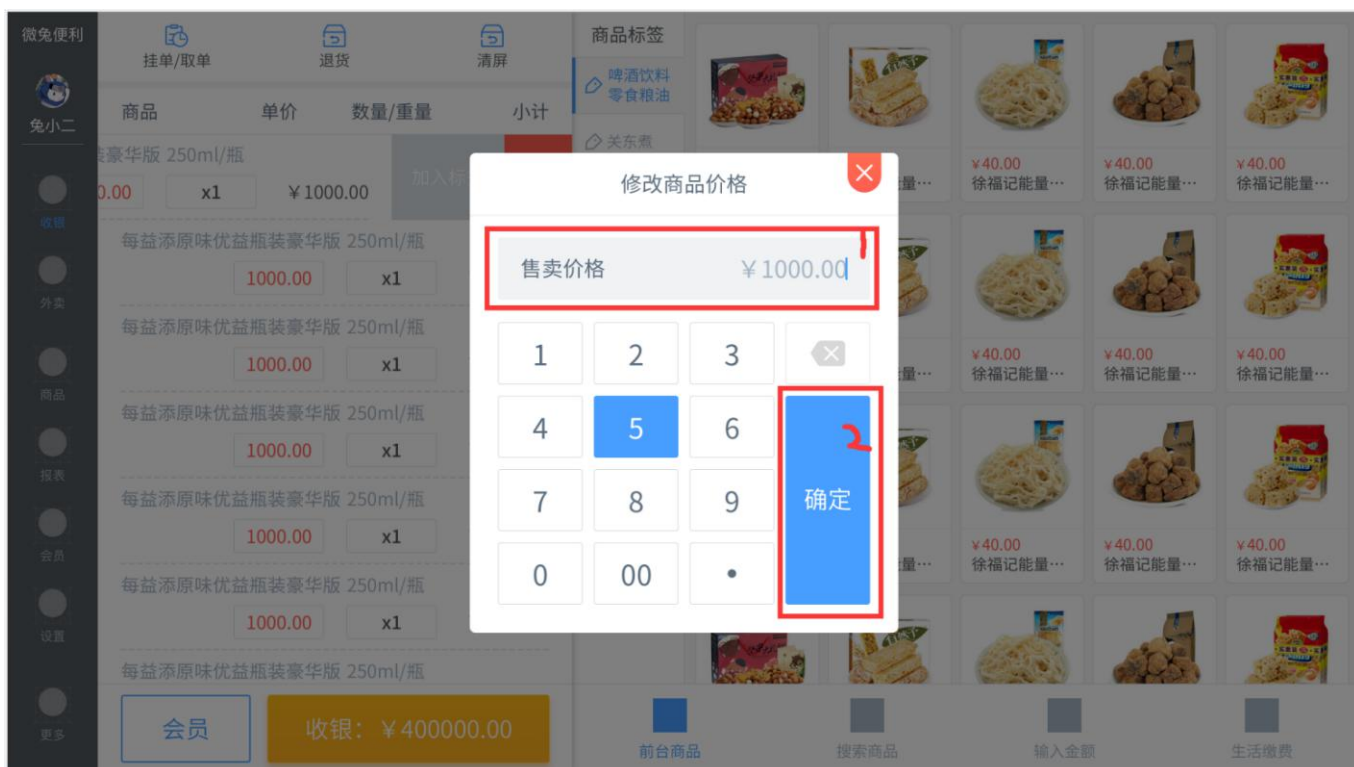 微兔便利
兔小二
收银
外卖
商品
报表
会员
设置
更多
挂单/取单
退货
清屏
商品
单价
数量/重量
小计
装豪华版 250ml/瓶
0.00
x1
￥1000.00
加入标
每益添原味优益瓶装豪华版 250ml/瓶
1000.00
x1
每益添原味优益瓶装豪华版 250ml/瓶
1000.00
x1
每益添原味优益瓶装豪华版 250ml/瓶
1000.00
x1
每益添原味优益瓶装豪华版 250ml/瓶
1000.00
x1
每益添原味优益瓶装豪华版 250ml/瓶
1000.00
x1
每益添原味优益瓶装豪华版 250ml/瓶
会员
收银：￥400000.00
商品标签
啤酒饮料
零食粮油
关东煮
修改商品价格
售卖价格
￥1000.00
1
1 2 3
4 5 6
7 8 9
0 00 •
2
确定
量…
￥40.00
徐福记能量…
￥40.00
徐福记能量…
￥40.00
徐福记能量…
量…
￥40.00
徐福记能量…
￥40.00
徐福记能量…
￥40.00
徐福记能量…
量…
￥40.00
徐福记能量…
￥40.00
徐福记能量…
￥40.00
徐福记能量…
前台商品
搜索商品
输入金额
生活缴费